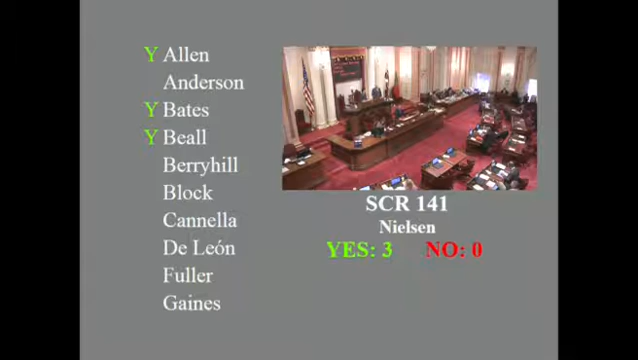 Y Allen
Anderson
Y Bates
Y Beall
Berryhill
Block
Cannella
De León
Fuller
Gaines
SCR 141
Nielsen
YES: 3 NO: 0